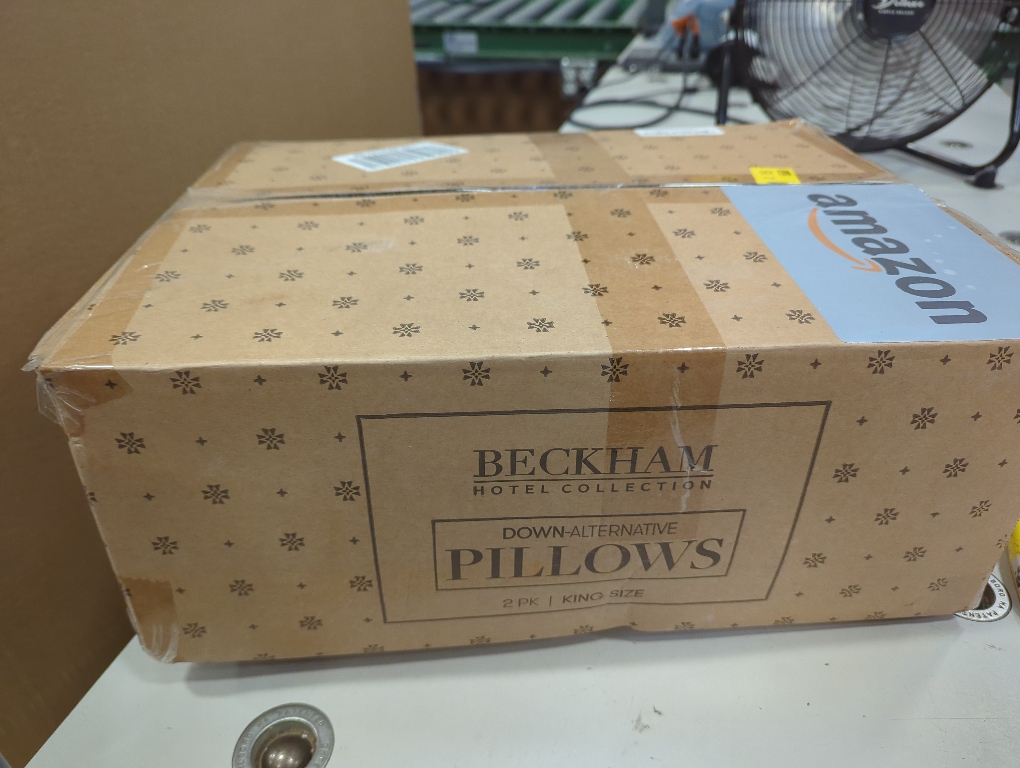 amazon
BECKHAM
HOTEL COLLECTION
DOWN-ALTERNATIVE
PILLOWS
2 PK | KING SIZE